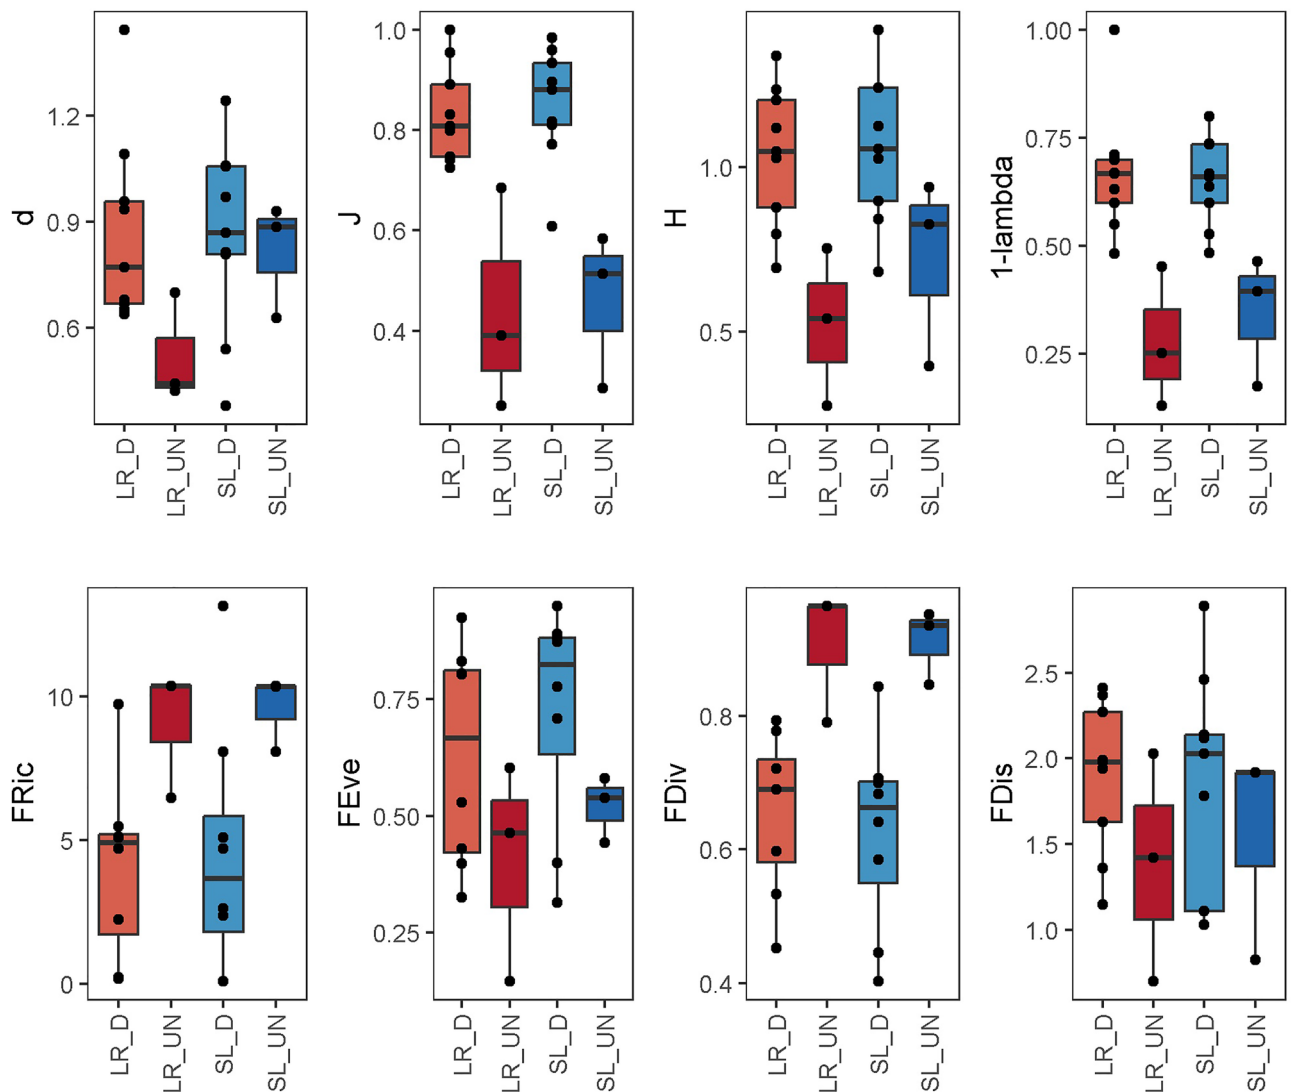 d
1.2
0.9
0.6
LR_D
LR_UN
SL_D
SL_UN
J
1.0
0.8
0.6
0.4
LR_D
LR_UN
SL_D
SL_UN
H
1.0
0.5
LR_D
LR_UN
SL_D
SL_UN
1-lambda
1.00
0.75
0.50
0.25
LR_D
LR_UN
SL_D
SL_UN
FRic
10
5
0
LR_D
LR_UN
SL_D
SL_UN
FEve
0.75
0.50
0.25
LR_D
LR_UN
SL_D
SL_UN
FDiv
0.8
0.6
0.4
LR_D
LR_UN
SL_D
SL_UN
FDis
2.5
2.0
1.5
1.0
LR_D
LR_UN
SL_D
SL_UN